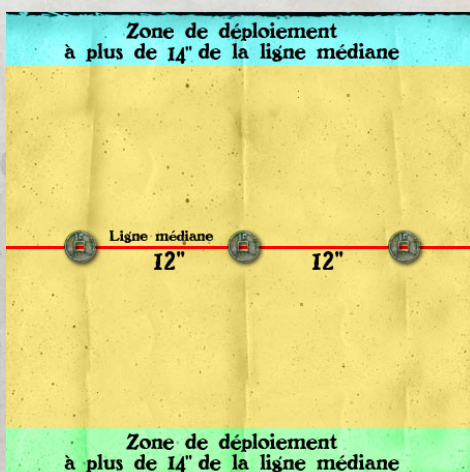 Zone de déploiement
à plus de 14" de la ligne médiane
Ligne médiane
12" 12"
Zone de déploiement
à plus de 14" de la ligne médiane